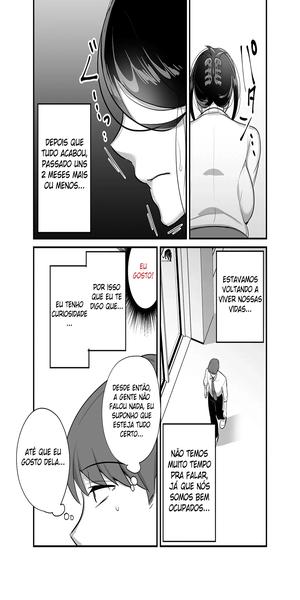 DEPOIS QUE
TUDO ACABOU,
PASSADO UNS
2 MESES MAIS
OU MENOS...
ESTAVAMOS
VOLTANDO A
VIVER NOSSAS
VIDAS...
NÃO TEMOS
MUITO TEMPO
PRA FALAR,
JÁ QUE NÓS
SOMOS BEM
OCUPADOS...
EU
GOSTO!
POR ISSO
QUE EU TE
DIGO QUE...
EU TENHO
CURIOSIDADE
...
DESDE ENTÃO,
A GENTE NÃO
FALOU NADA, EU
SUPONHO QUE
ESTEJA TUDO
CERTO...
ATÉ QUE EU
GOSTO DELA...